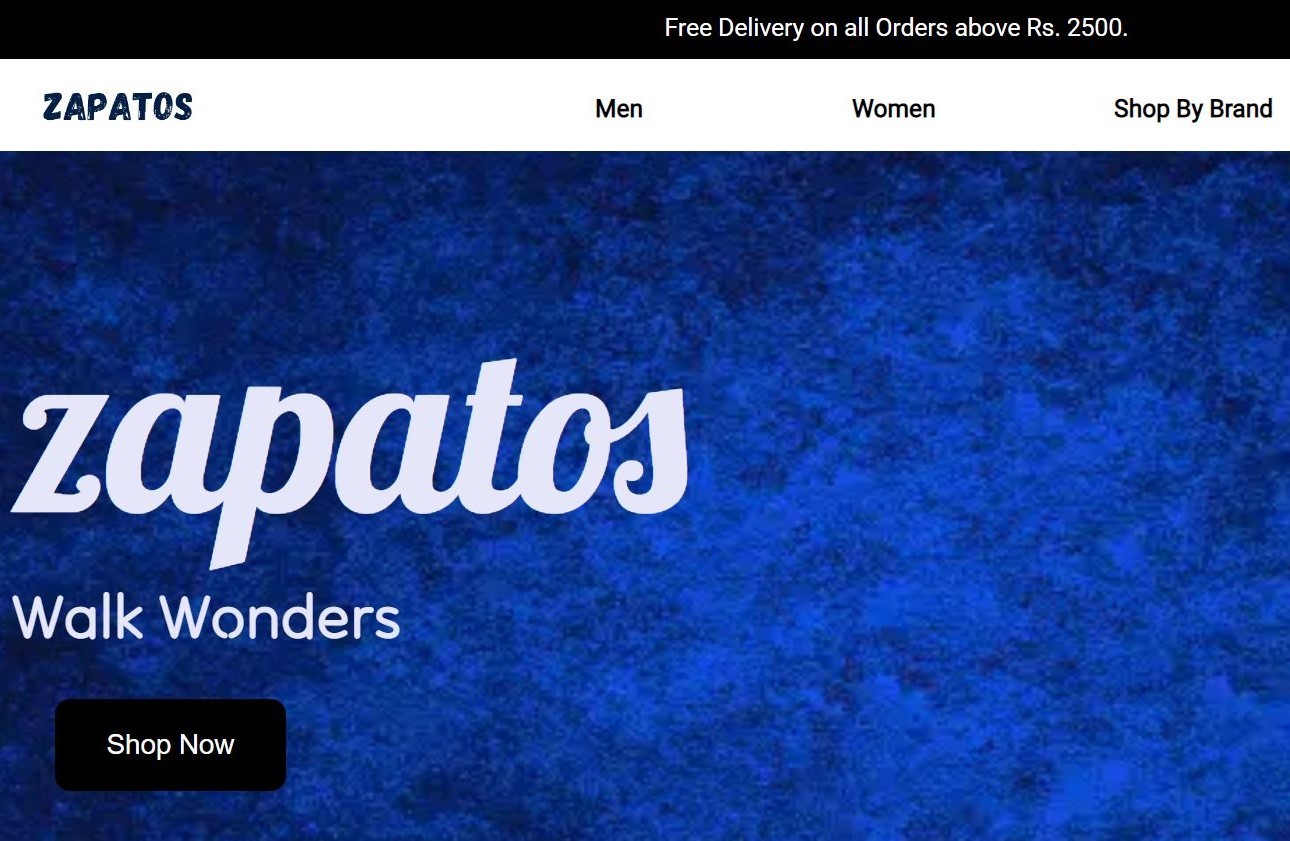 Free Delivery on all Orders above Rs. 2500.
ZAPATOS
Men
Women
Shop By Brand
zapatos
Walk Wonders
Shop Now